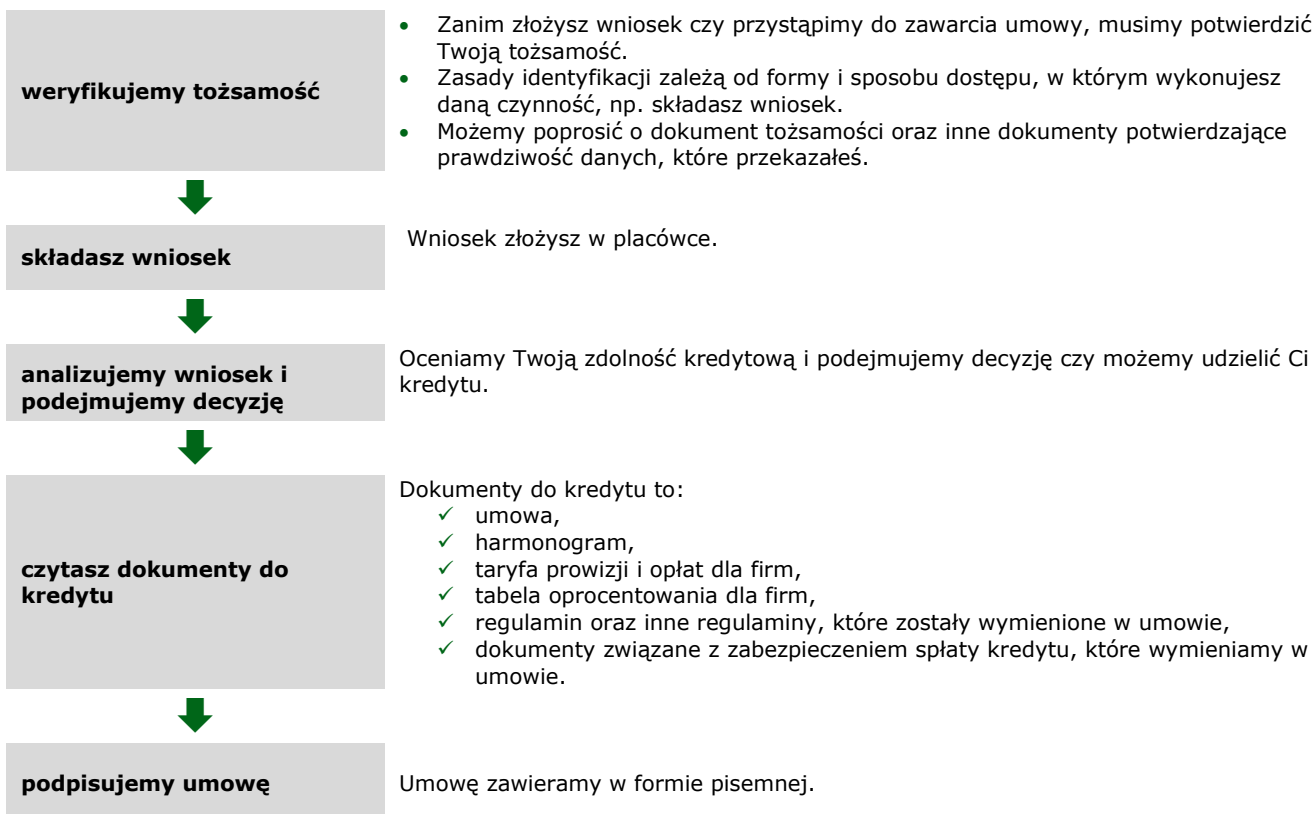 weryfikujemy tożsamość
• Zanim złożysz wniosek czy przystąpimy do zawarcia umowy, musimy potwierdzić
Twoją tożsamość.
• Zasady identyfikacji zależą od formy i sposobu dostępu, w którym wykonujesz
daną czynność, np. składasz wniosek.
• Możemy poprosić o dokument tożsamości oraz inne dokumenty potwierdzające
prawdziwość danych, które przekazałeś.
składasz wniosek
Wniosek złożysz w placówce.
analizujemy wniosek i
podejmujemy decyzję
Oceniamy Twoją zdolność kredytową i podejmujemy decyzję czy możemy udzielić Ci
kredytu.
czytasz dokumenty do
kredytu
Dokumenty do kredytu to:
✓ umowa,
✓ harmonogram,
✓ taryfa prowizji i opłat dla firm,
✓ tabela oprocentowania dla firm,
✓ regulamin oraz inne regulaminy, które zostały wymienione w umowie,
✓ dokumenty związane z zabezpieczeniem spłaty kredytu, które wymieniamy w
umowie.
podpisujemy umowę
Umowę zawieramy w formie pisemnej.